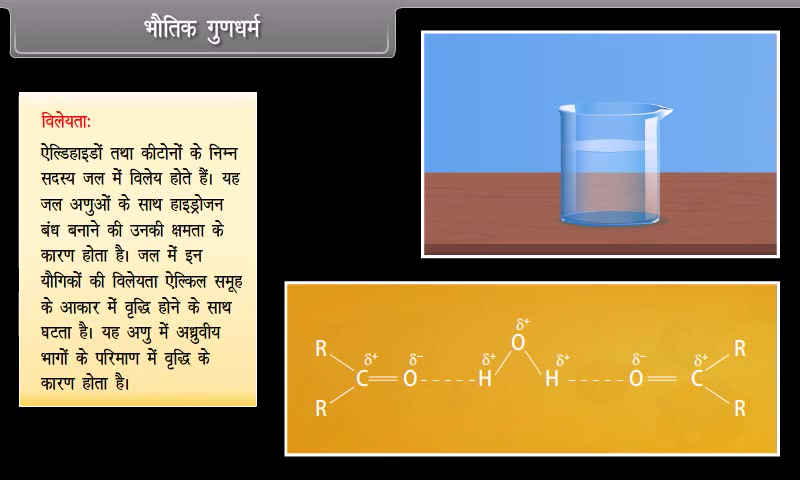 भौतिक गुणधर्म
विलेयताः
ऐल्डिहाइडों तथा कीटोनों के निम्न
सदस्य जल में विलेय होते हैं। यह
जल अणुओं के साथ हाइड्रोजन
बंध बनाने की उनकी क्षमता के
कारण होता है। जल में इन
यौगिकों की विलेयता ऐल्किल समूह
के आकार में वृद्धि होने के साथ
घटता है। यह अणु में अध्रुवीय
भागों के परिमाण में वृद्धि के
कारण होता है।
δ⁺
R O R
δ⁺ δ⁻ δ⁺ δ⁺ δ⁻ δ⁺
C=O-----H H-----O=C
R R